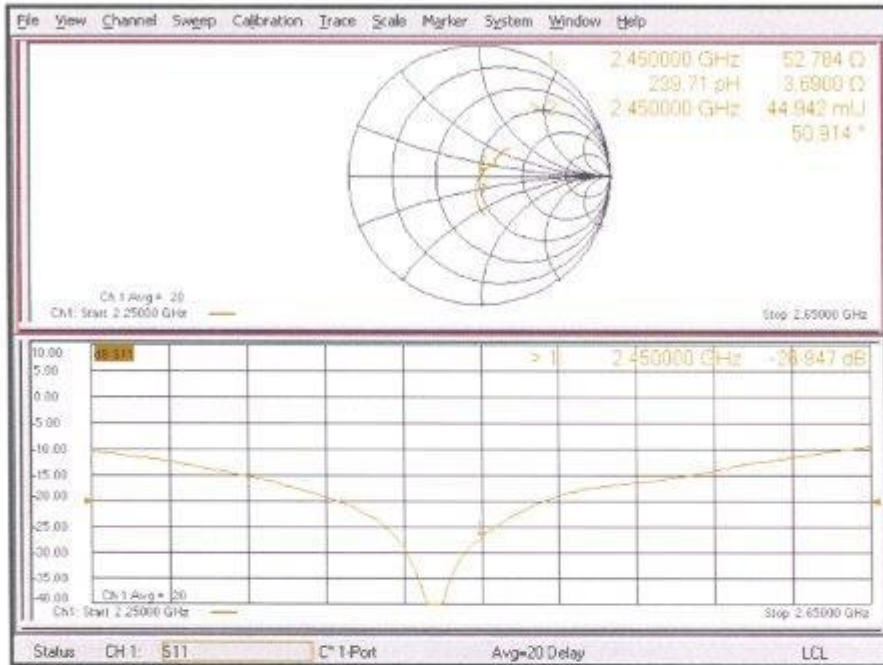 File View Channel Sweep Calibration Trace Scale Marker System Window Help
1 2.450000 GHz 52.784 Ω
239.71 pH 3.6900 Ω
> 2 2.450000 GHz 44.942 mU
50.914 °
Ch 1 Avg = 20
Ch1: Start 2.25000 GHz
Stop 2.65000 GHz
10.00
dB S11
> 1 2.450000 GHz -26.947 dB
5.00
0.00
-5.00
-10.00
-15.00
-20.00
-25.00
-30.00
-35.00
-40.00
Ch 1 Avg = 20
Ch1: Start 2.25000 GHz
Stop 2.65000 GHz
Status CH 1: S11 C* 1-Port Avg=20 Delay LCL